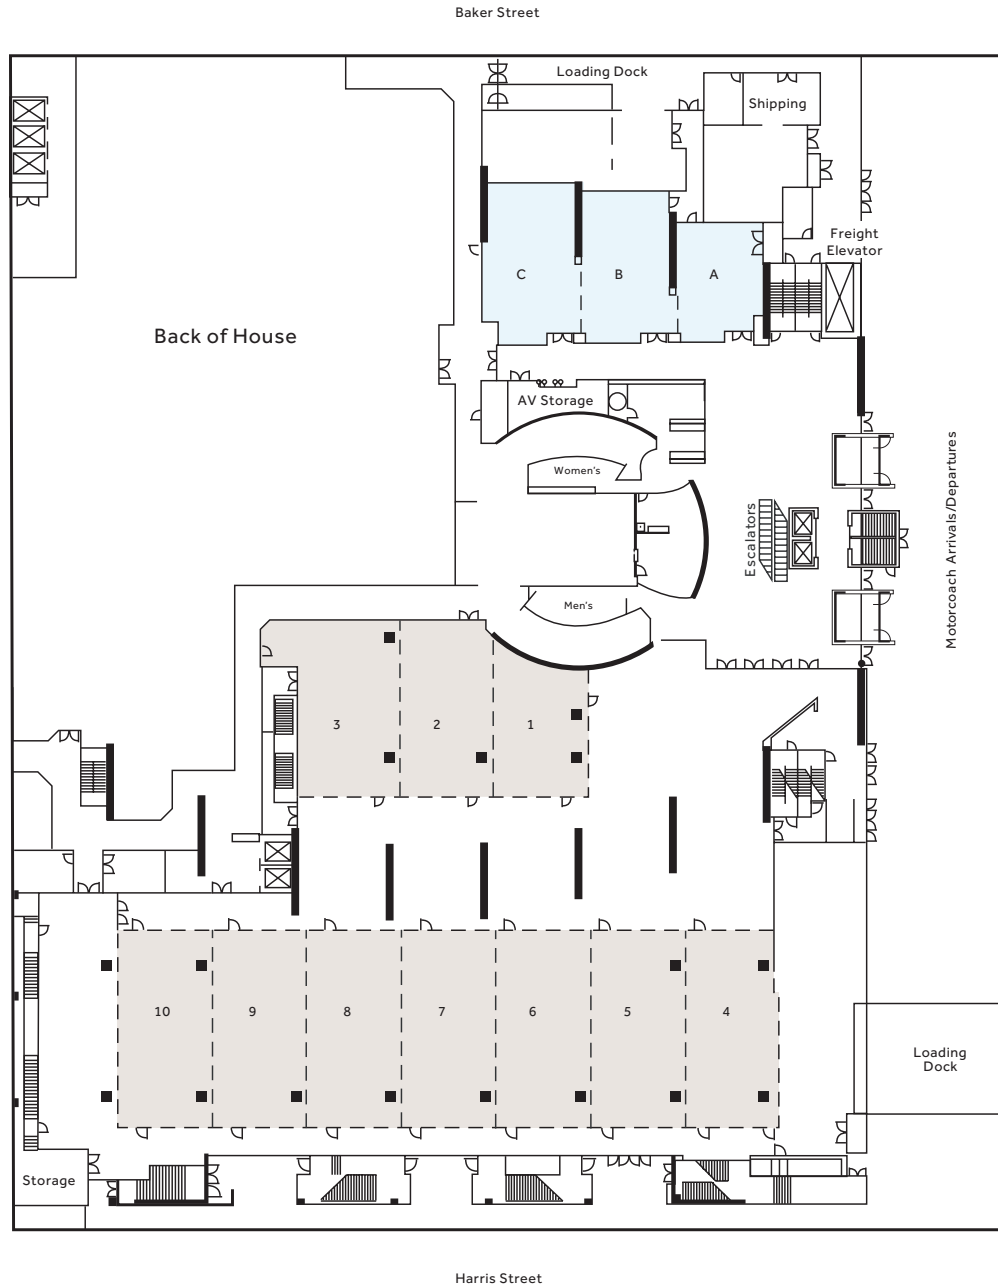 Baker Street
Loading Dock
Shipping
Freight
Elevator
C
B
A
Back of House
AV Storage
Women's
Escalators
Motorcoach Arrivals/Departures
Men's
3
2
1
10
9
8
7
6
5
4
Loading
Dock
Storage
Harris Street